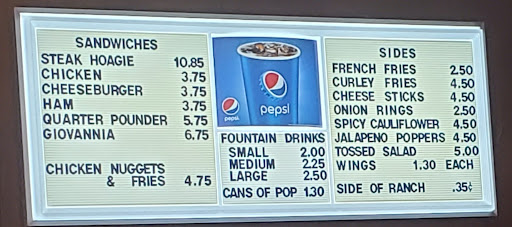 SANDWICHES
STEAK HOAGIE 10.85
CHICKEN 3.75
CHEESEBURGER 3.75
HAM 3.75
QUARTER POUNDER 5.75
GIOVANNIA 6.75
CHICKEN NUGGETS
& FRIES 4.75
pepsi
pepsi.
FOUNTAIN DRINKS
SMALL 2.00
MEDIUM 2.25
LARGE 2.50
CANS OF POP 1.30
SIDES
FRENCH FRIES 2.50
CURLEY FRIES 4.50
CHEESE STICKS 4.50
ONION RINGS 2.50
SPICY CAULIFLOWER 4.50
JALAPENO POPPERS 4.50
TOSSED SALAD 5.00
WINGS 1.30 EACH
SIDE OF RANCH .35¢